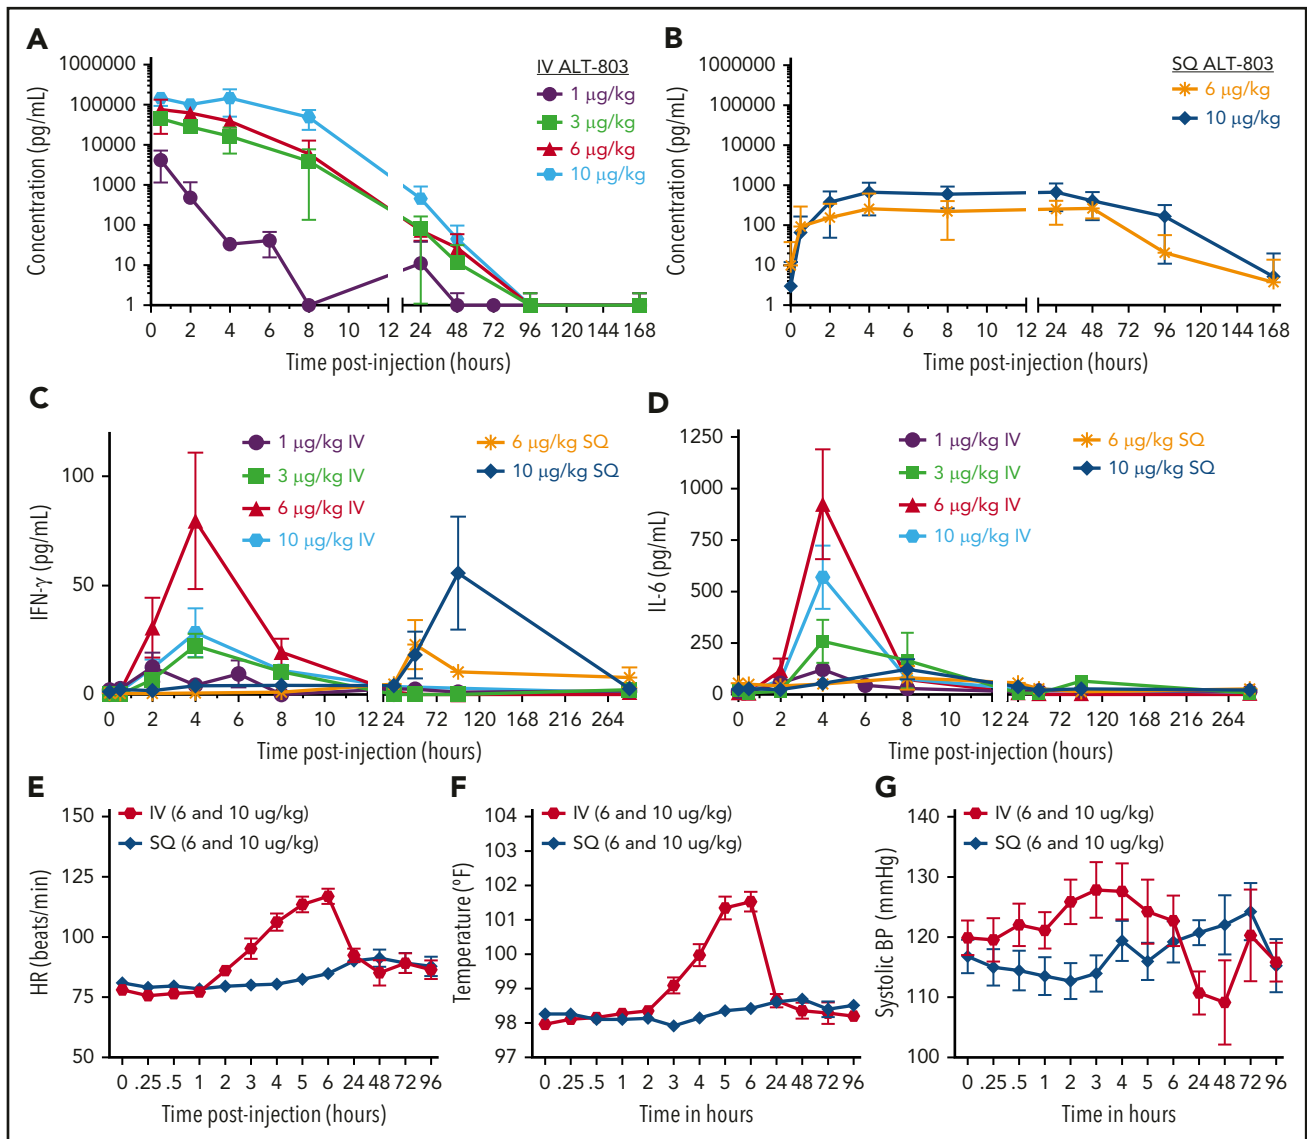 A
IV ALT-803
1 μg/kg
3 μg/kg
6 μg/kg
10 μg/kg
Concentration (pg/mL)
1000000
100000
10000
1000
100
10
1
0 2 4 6 8 10 12 24 48 72 96 120 144 168
Time post-injection (hours)
B
SQ ALT-803
6 μg/kg
10 μg/kg
Concentration (pg/mL)
1000000
100000
10000
1000
100
10
1
0 2 4 6 8 10 12 24 48 72 96 120 144 168
Time post-injection (hours)
C
1 μg/kg IV
3 μg/kg IV
6 μg/kg IV
10 μg/kg IV
6 μg/kg SQ
10 μg/kg SQ
IFN-γ (pg/mL)
100
50
0
0 2 4 6 8 10 12 24 72 120 168 216 264
Time post-injection (hours)
D
1 μg/kg IV
3 μg/kg IV
6 μg/kg IV
10 μg/kg IV
6 μg/kg SQ
10 μg/kg SQ
IL-6 (pg/mL)
1250
1000
750
500
250
0
0 2 4 6 8 10 12 24 72 120 168 216 264
Time post-injection (hours)
E
IV (6 and 10 ug/kg)
SQ (6 and 10 ug/kg)
HR (beats/min)
150
125
100
75
50
0 .25 .5 1 2 3 4 5 6 24 48 72 96
Time post-injection (hours)
F
IV (6 and 10 ug/kg)
SQ (6 and 10 ug/kg)
Temperature (°F)
104
103
102
101
100
99
98
97
0 .25 .5 1 2 3 4 5 6 24 48 72 96
Time in hours
G
IV (6 and 10 ug/kg)
SQ (6 and 10 ug/kg)
Systolic BP (mmHg)
140
130
120
110
100
0 .25 .5 1 2 3 4 5 6 24 48 72 96
Time in hours